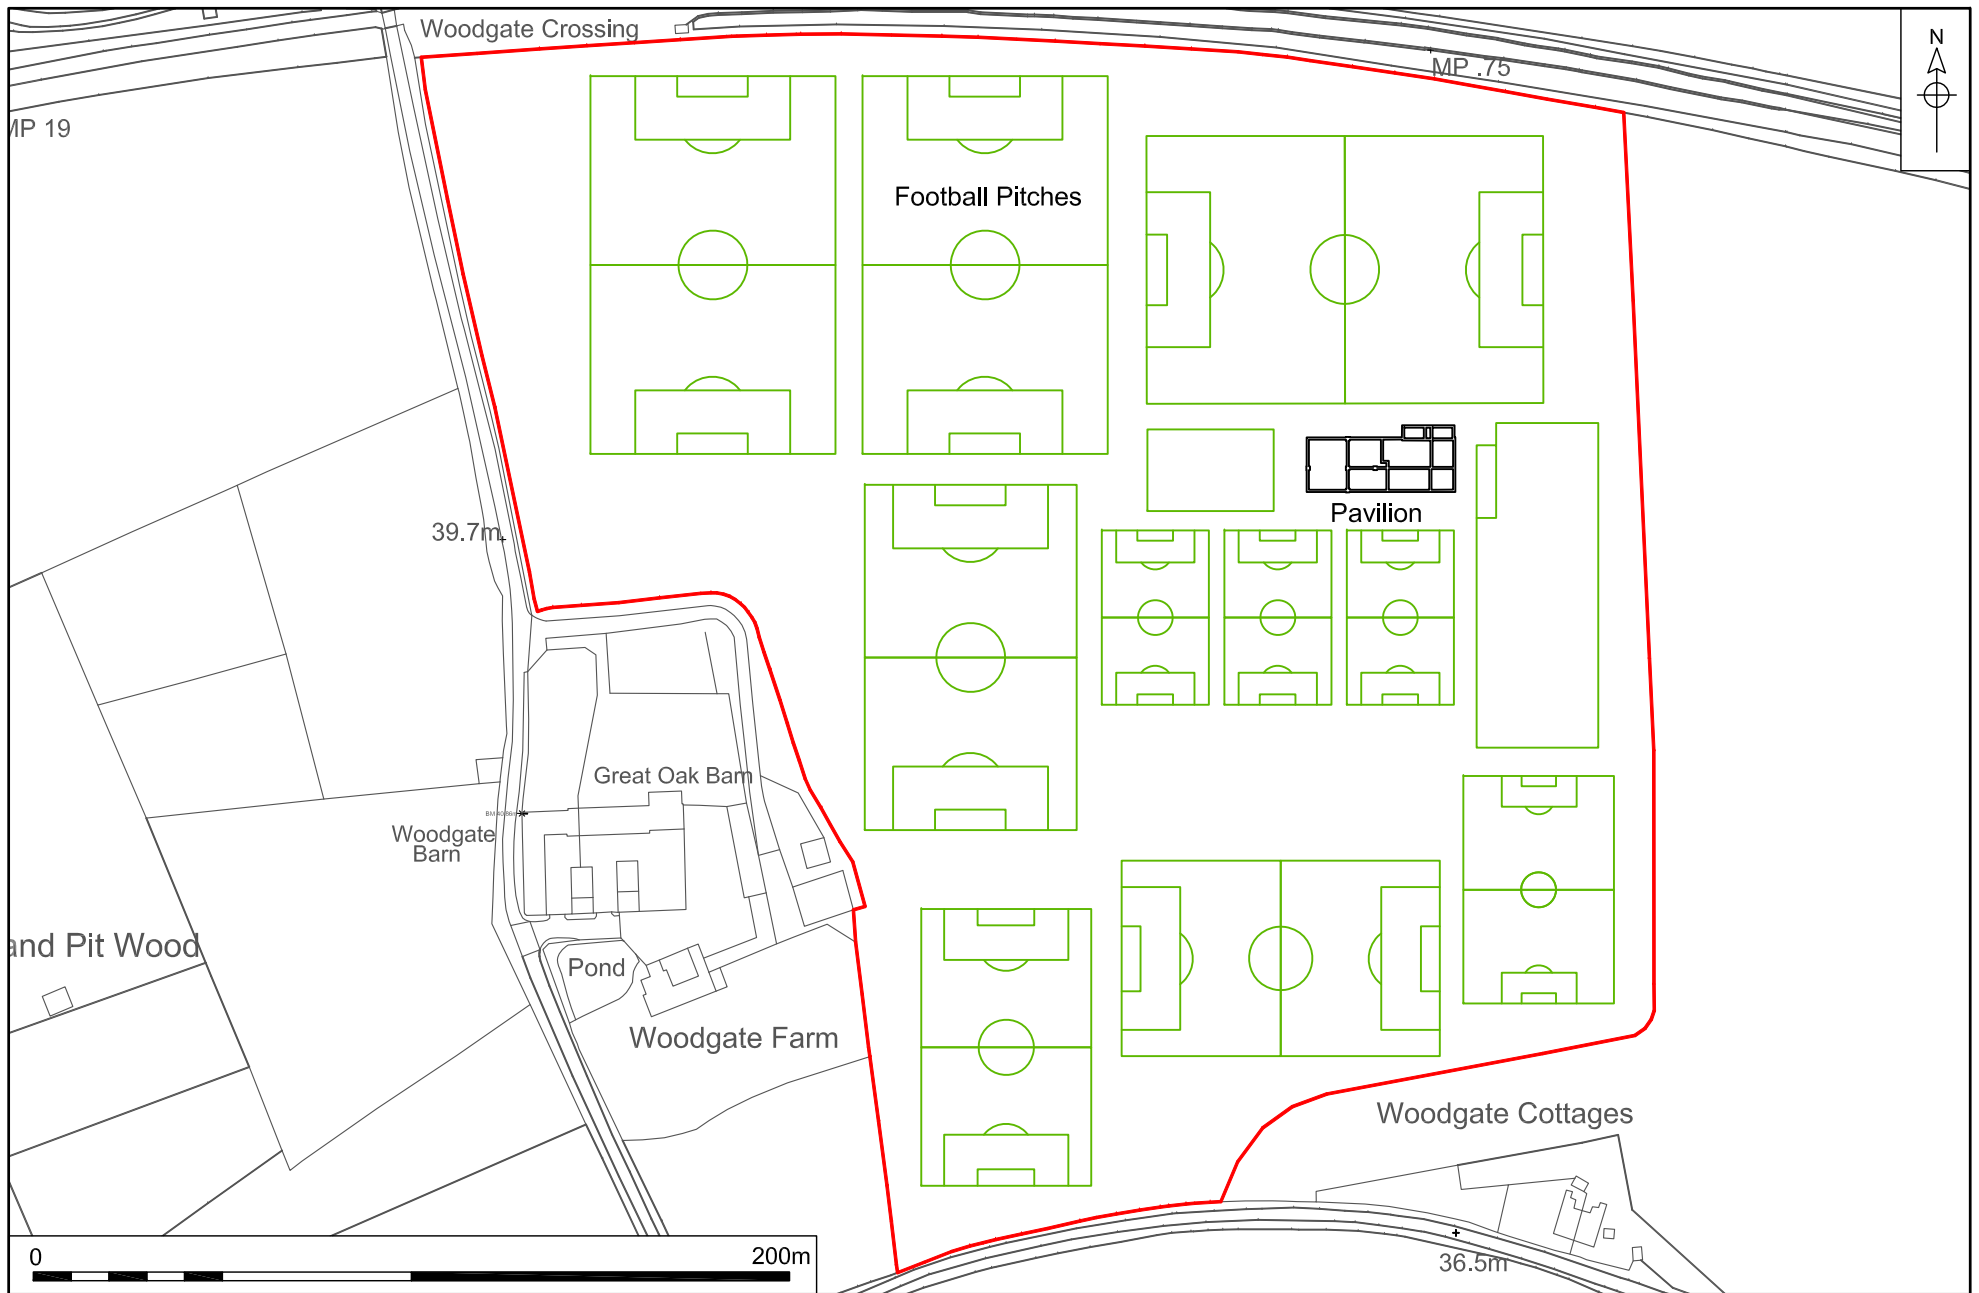 Woodgate Crossing
N
MP .75
MP 19
Football Pitches
39.7m
Pavilion
Great Oak Barn
Woodgate
Barn
and Pit Wood
Pond
Woodgate Farm
Woodgate Cottages
36.5m
0
200m